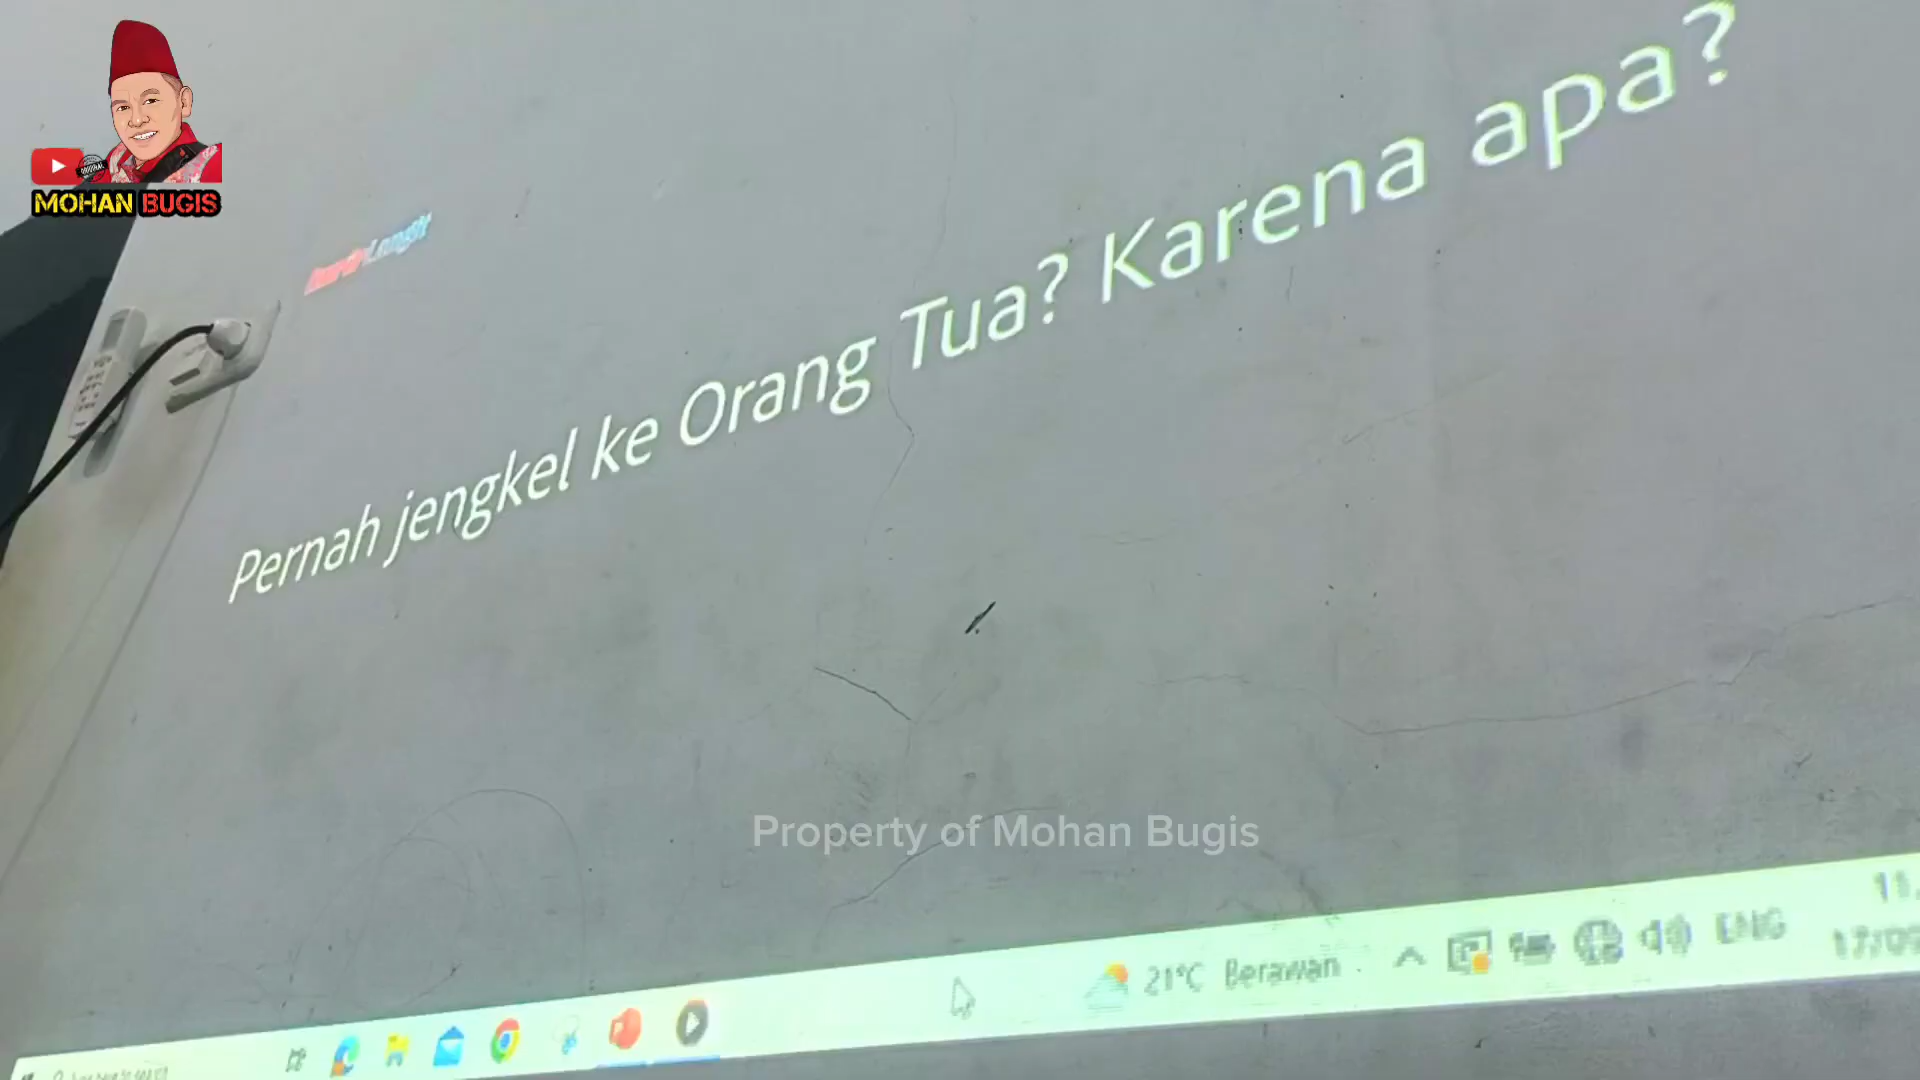 MOHAN BUGIS
Pernah jengkel ke Orang Tua? Karena apa?
Property of Mohan Bugis
21°C Berawan
ENG